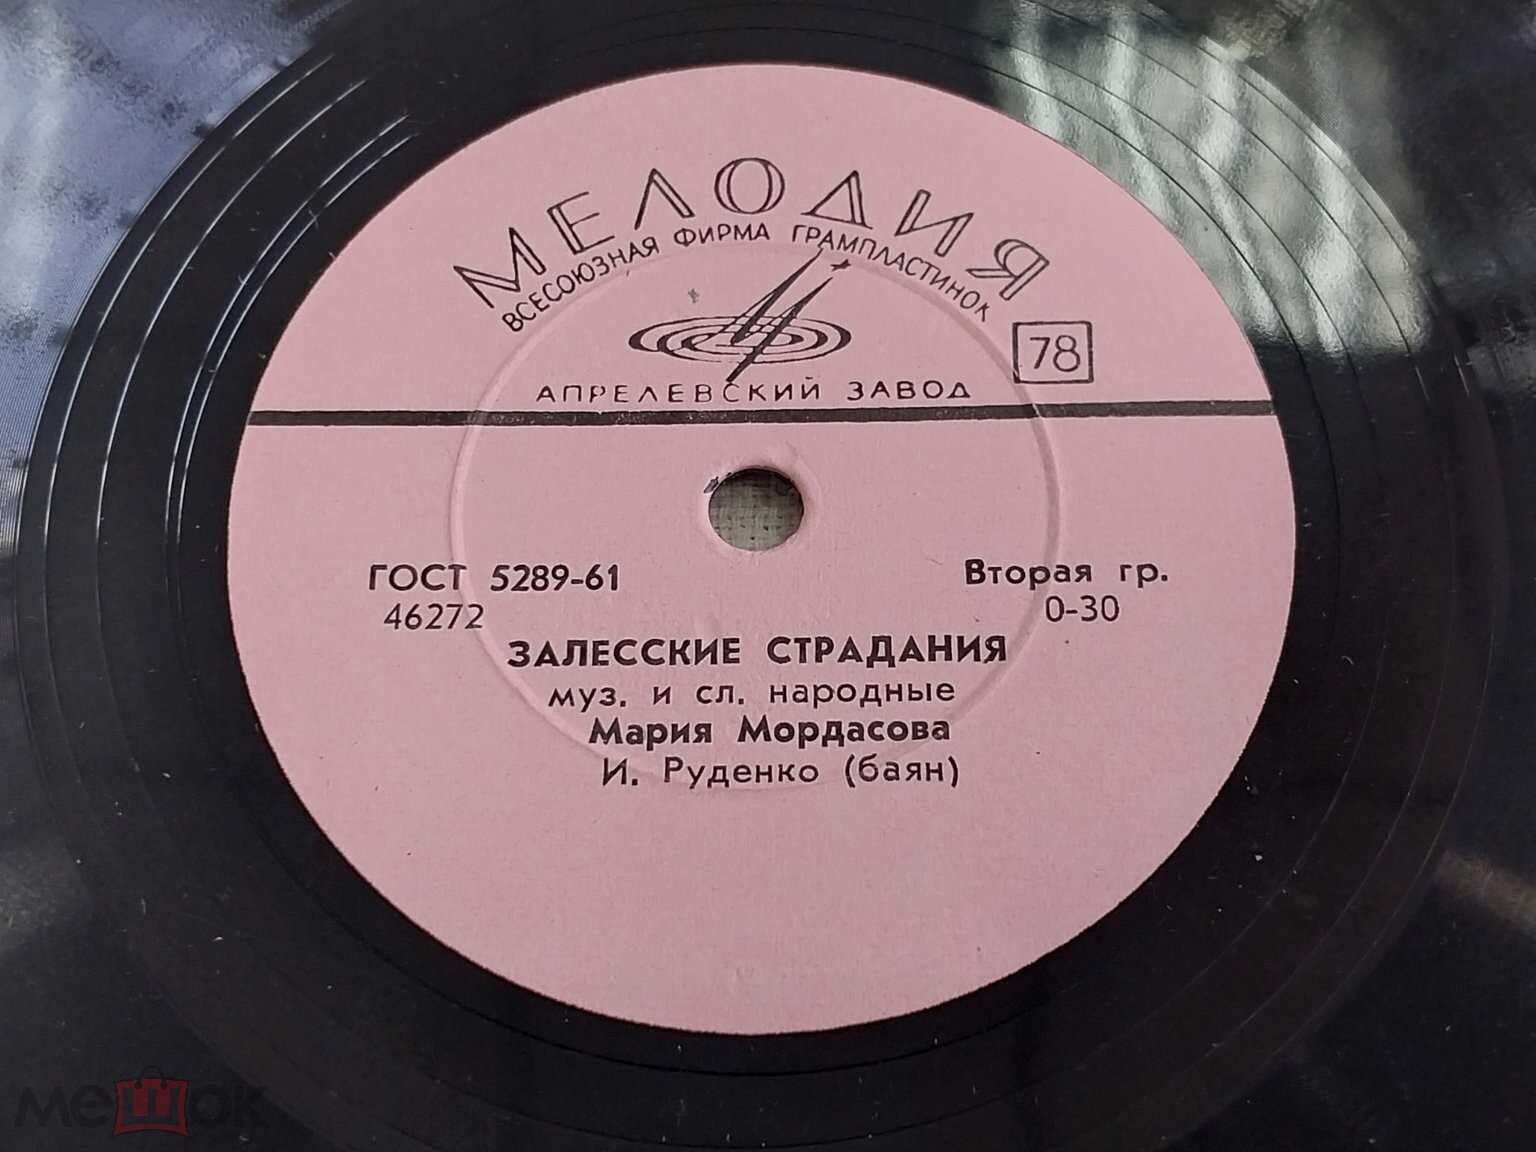 МЕЛОДИЯ
ВСЕСОЮЗНАЯ ФИРМА ГРАМПЛАСТИНОК
78
АПРЕЛЕВСКИЙ ЗАВОД
ГОСТ 5289-61
Вторая гр.
46272
0-30
ЗАЛЕССКИЕ СТРАДАНИЯ
муз. и сл. народные
Мария Мордасова
И. Руденко (баян)
мешок